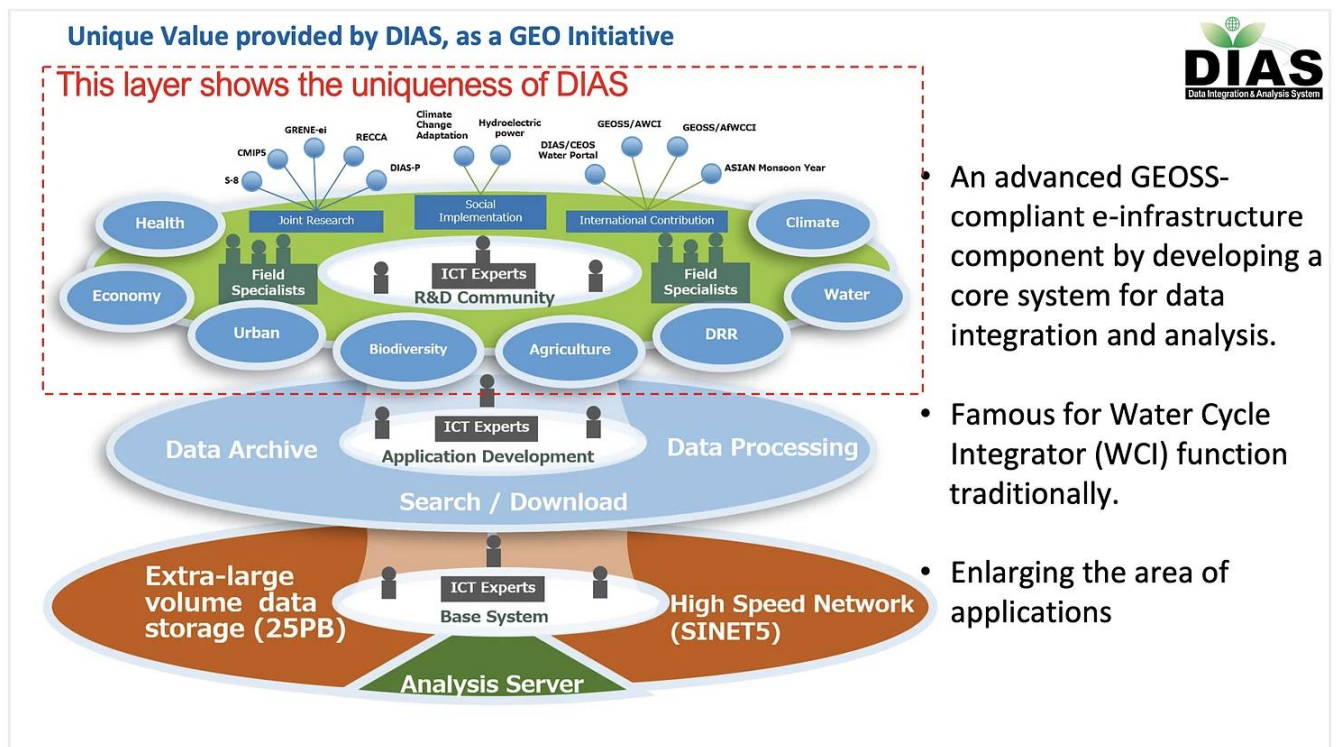 Unique Value provided by DIAS, as a GEO Initiative
DIAS
Data Integration & Analysis System
This layer shows the uniqueness of DIAS
S-8
CMIP5
GRENE-ei
RECCA
DIAS-P
Climate
Change
Adaptation
Hydroelectric
power
DIAS/CEOS
Water Portal
GEOSS/AWCI
GEOSS/AfWCCI
ASIAN Monsoon Year
Joint Research
Social
Implementation
International Contribution
Health
Climate
Field
Specialists
ICT Experts
R&D Community
Field
Specialists
Economy
Water
Urban
Biodiversity
Agriculture
DRR
Data Archive
ICT Experts
Application Development
Data Processing
Search / Download
Extra-large
volume data
storage (25PB)
ICT Experts
Base System
High Speed Network
(SINET5)
Analysis Server
• An advanced GEOSS-
compliant e-infrastructure
component by developing a
core system for data
integration and analysis.
• Famous for Water Cycle
Integrator (WCI) function
traditionally.
• Enlarging the area of
applications